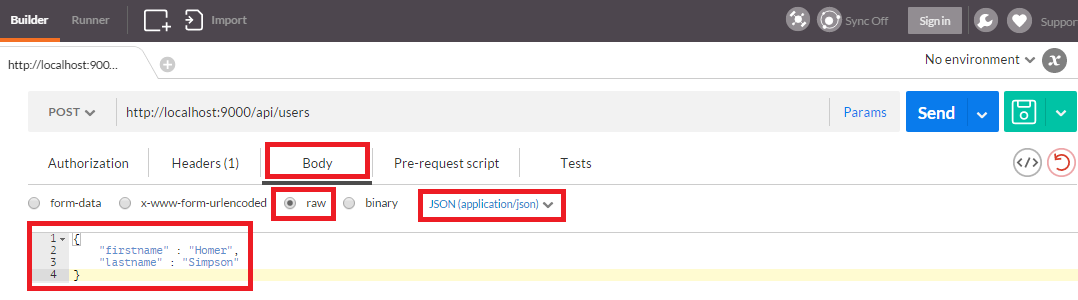 Builder Runner Import Sync Off Sign in Suppor
http://localhost:900... No environment
POST http://localhost:9000/api/users Params Send
Authorization Headers (1) Body Pre-request script Tests
form-data x-www-form-urlencoded raw binary JSON (application/json)
1 {
2 "firstname" : "Homer",
3 "lastname" : "Simpson"
4 }